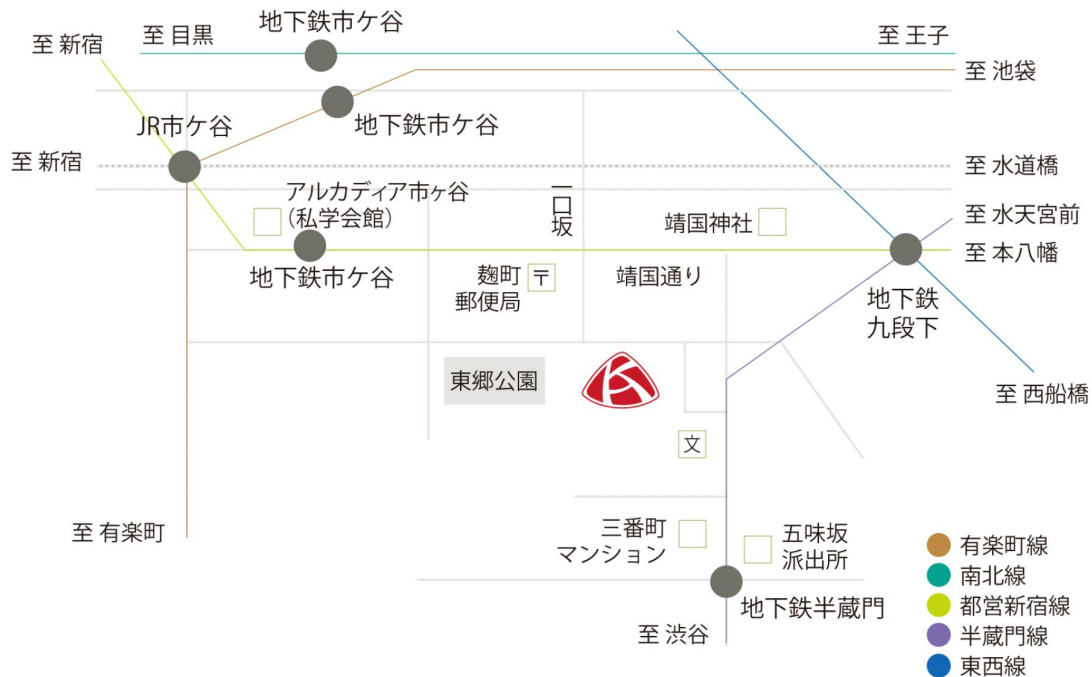 地下鉄市ケ谷
至 新宿
至 目黒
至 王子
至 池袋
地下鉄市ケ谷
JR市ケ谷
至 新宿
至 水道橋
アルカディア市ヶ谷
（私学会館）
一口坂
靖国神社
至 水天宮前
至 本八幡
地下鉄市ケ谷
麹町
郵便局
〒
靖国通り
地下鉄
九段下
東郷公園
K
至 西船橋
文
至 有楽町
三番町
マンション
五味坂
派出所
地下鉄半蔵門
至 渋谷
有楽町線
南北線
都営新宿線
半蔵門線
東西線